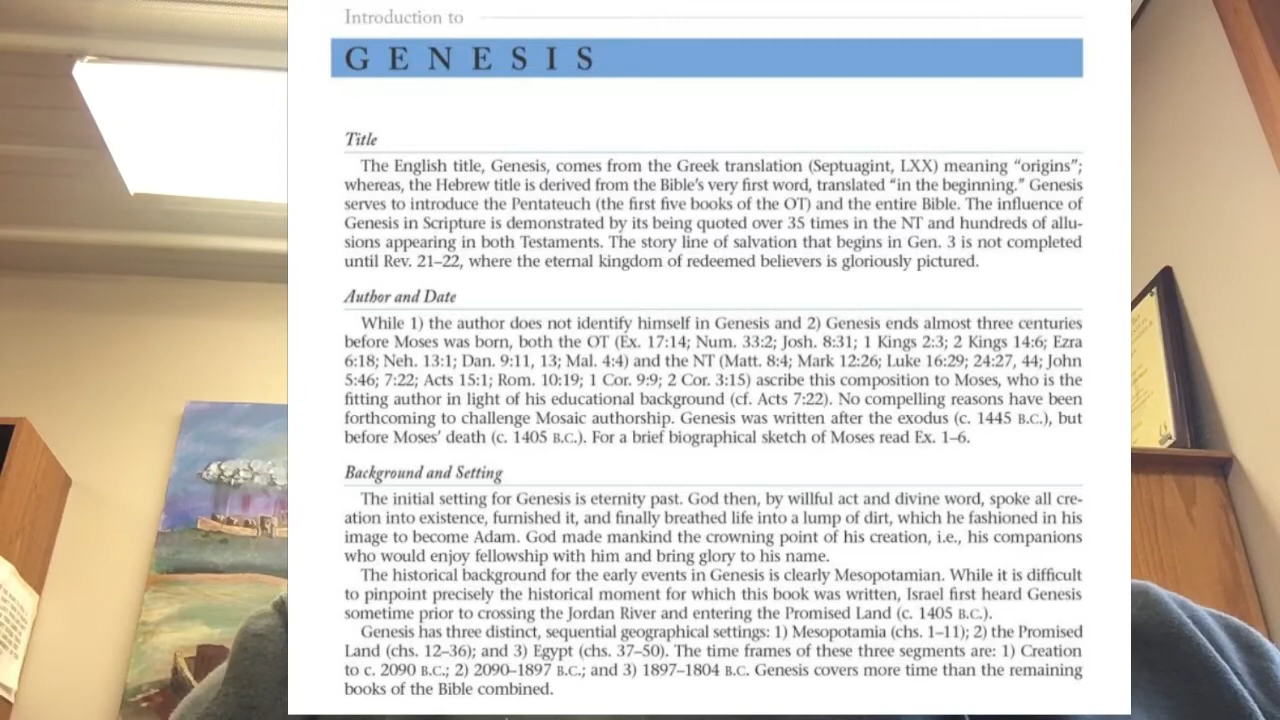 Introduction to
GENESIS
Title
The English title, Genesis, comes from the Greek translation (Septuagint, LXX) meaning “origins”;
whereas, the Hebrew title is derived from the Bible’s very first word, translated “in the beginning.” Genesis
serves to introduce the Pentateuch (the first five books of the OT) and the entire Bible. The influence of
Genesis in Scripture is demonstrated by its being quoted over 35 times in the NT and hundreds of allu-
sions appearing in both Testaments. The story line of salvation that begins in Gen. 3 is not completed
until Rev. 21–22, where the eternal kingdom of redeemed believers is gloriously pictured.
Author and Date
While 1) the author does not identify himself in Genesis and 2) Genesis ends almost three centuries
before Moses was born, both the OT (Ex. 17:14; Num. 33:2; Josh. 8:31; 1 Kings 2:3; 2 Kings 14:6; Ezra
6:18; Neh. 13:1; Dan. 9:11, 13; Mal. 4:4) and the NT (Matt. 8:4; Mark 12:26; Luke 16:29; 24:27, 44; John
5:46; 7:22; Acts 15:1; Rom. 10:19; 1 Cor. 9:9; 2 Cor. 3:15) ascribe this composition to Moses, who is the
fitting author in light of his educational background (cf. Acts 7:22). No compelling reasons have been
forthcoming to challenge Mosaic authorship. Genesis was written after the exodus (c. 1445 B.C.), but
before Moses’ death (c. 1405 B.C.). For a brief biographical sketch of Moses read Ex. 1–6.
Background and Setting
The initial setting for Genesis is eternity past. God then, by willful act and divine word, spoke all cre-
ation into existence, furnished it, and finally breathed life into a lump of dirt, which he fashioned in his
image to become Adam. God made mankind the crowning point of his creation, i.e., his companions
who would enjoy fellowship with him and bring glory to his name.
The historical background for the early events in Genesis is clearly Mesopotamian. While it is difficult
to pinpoint precisely the historical moment for which this book was written, Israel first heard Genesis
sometime prior to crossing the Jordan River and entering the Promised Land (c. 1405 B.C.).
Genesis has three distinct, sequential geographical settings: 1) Mesopotamia (chs. 1–11); 2) the Promised
Land (chs. 12–36); and 3) Egypt (chs. 37–50). The time frames of these three segments are: 1) Creation
to c. 2090 B.C.; 2) 2090–1897 B.C.; and 3) 1897–1804 B.C. Genesis covers more time than the remaining
books of the Bible combined.